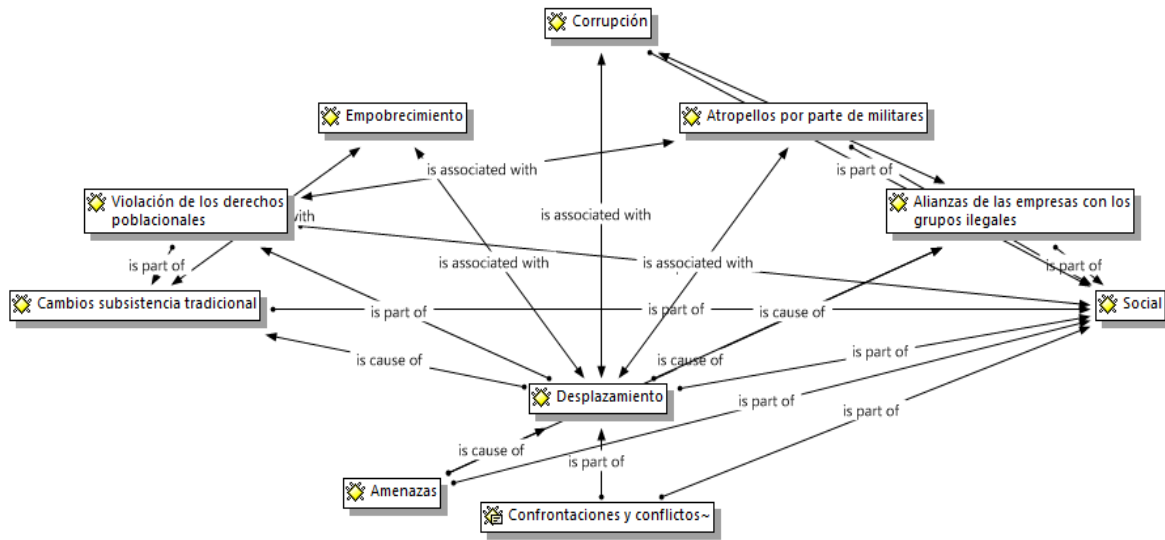 Corrupción
Empobrecimiento
Atropellos por parte de militares
is associated with
is part of
Violación de los derechos
poblacionales
Alianzas de las empresas con los
grupos ilegales
with
is associated with
is part of
is associated with
is associated with
is part of
Cambios subsistencia tradicional
is part of
is part of
is cause of
Social
is cause of
is cause of
is part of
Desplazamiento
is part of
is part of
is cause of
is part of
Amenazas
Confrontaciones y conflictos~